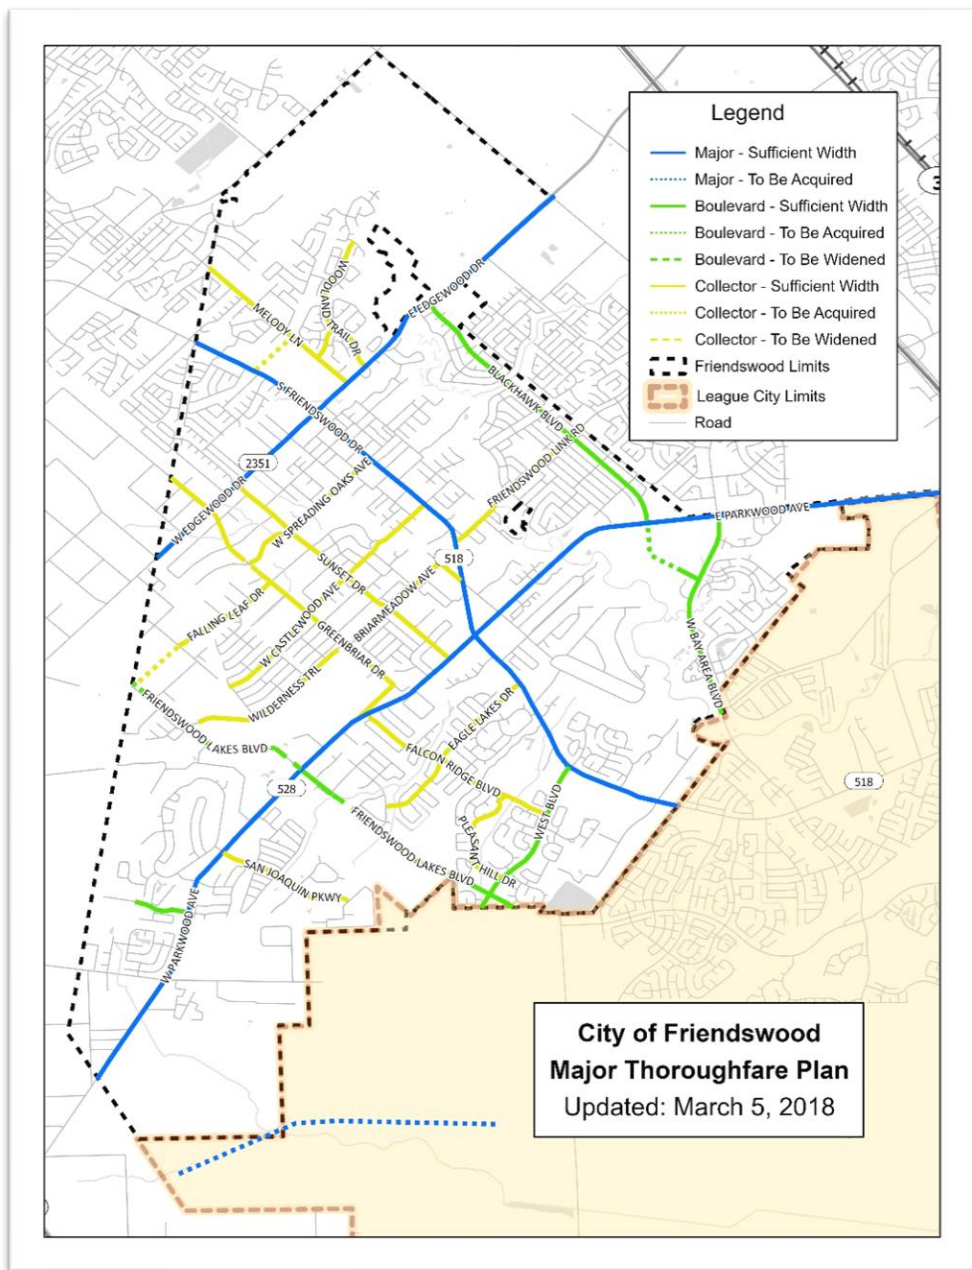 Legend
Major - Sufficient Width
Major - To Be Acquired
Boulevard - Sufficient Width
Boulevard - To Be Acquired
Boulevard - To Be Widened
Collector - Sufficient Width
Collector - To Be Acquired
Collector - To Be Widened
Friendswood Limits
League City Limits
Road
3
WOODLAND TRAIL DR
E EDGEWOOD DR
MELODY LN
S FRIENDSWOOD DR
BLACKHAWK BLVD
FRIENDSWOOD LINK RD
2351
W EDGEWOOD DR
W SPREADING OAKS AVE
E PARKWOOD AVE
SUNSET DR
518
BRIARMEADOW AVE
W CASTLEWOOD AVE
FALLING LEAF DR
GREENBRIAR DR
WILDERNESS TRL
W BAY AREA BLVD
FRIENDSWOOD LAKES BLVD
EAGLE LAKES DR
FALCON RIDGE BLVD
528
518
WEST BLVD
PLEASANT HILL DR
FRIENDSWOOD LAKES BLVD
SAN JOAQUIN PKWY
W PARKWOOD AVE
City of Friendswood
Major Thoroughfare Plan
Updated: March 5, 2018